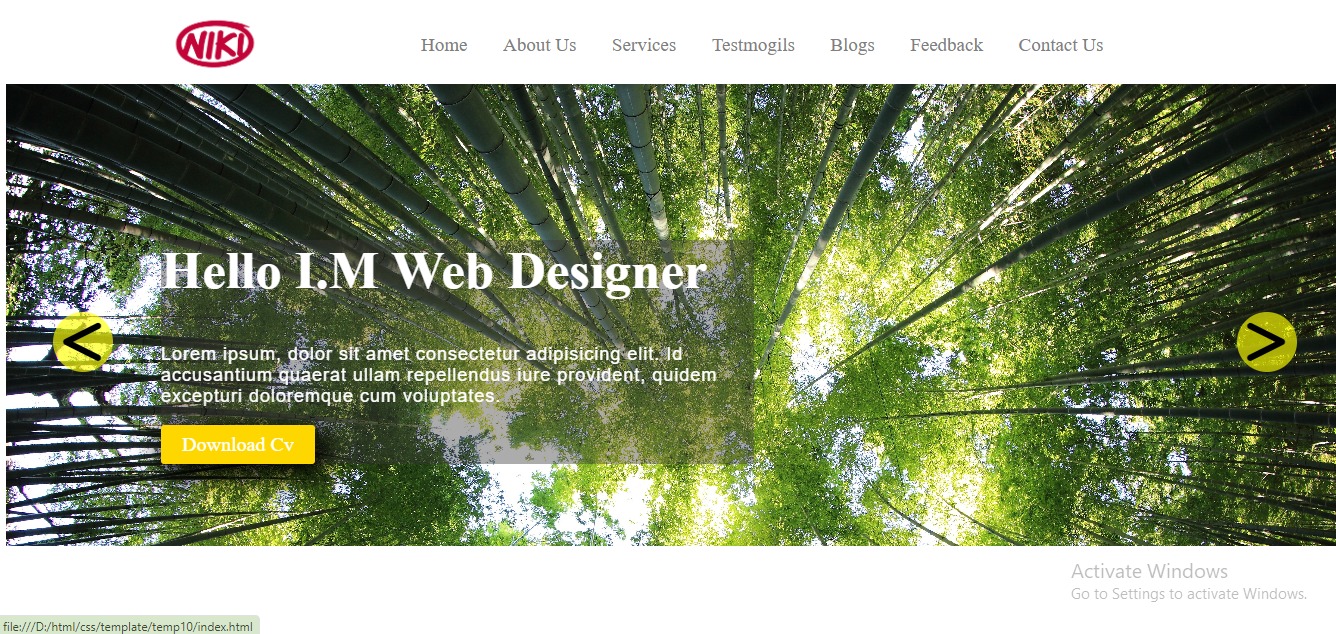 NIKI
Home About Us Services Testmogils Blogs Feedback Contact Us
Hello I.M Web Designer
< >
Lorem ipsum, dolor sit amet consectetur adipisicing elit. Id
accusantium quaerat ullam repellendus iure provident, quidem
excepturi doloremque cum voluptates.
Download Cv
Activate Windows
Go to Settings to activate Windows.
file:///D:/html/css/template/temp10/index.html